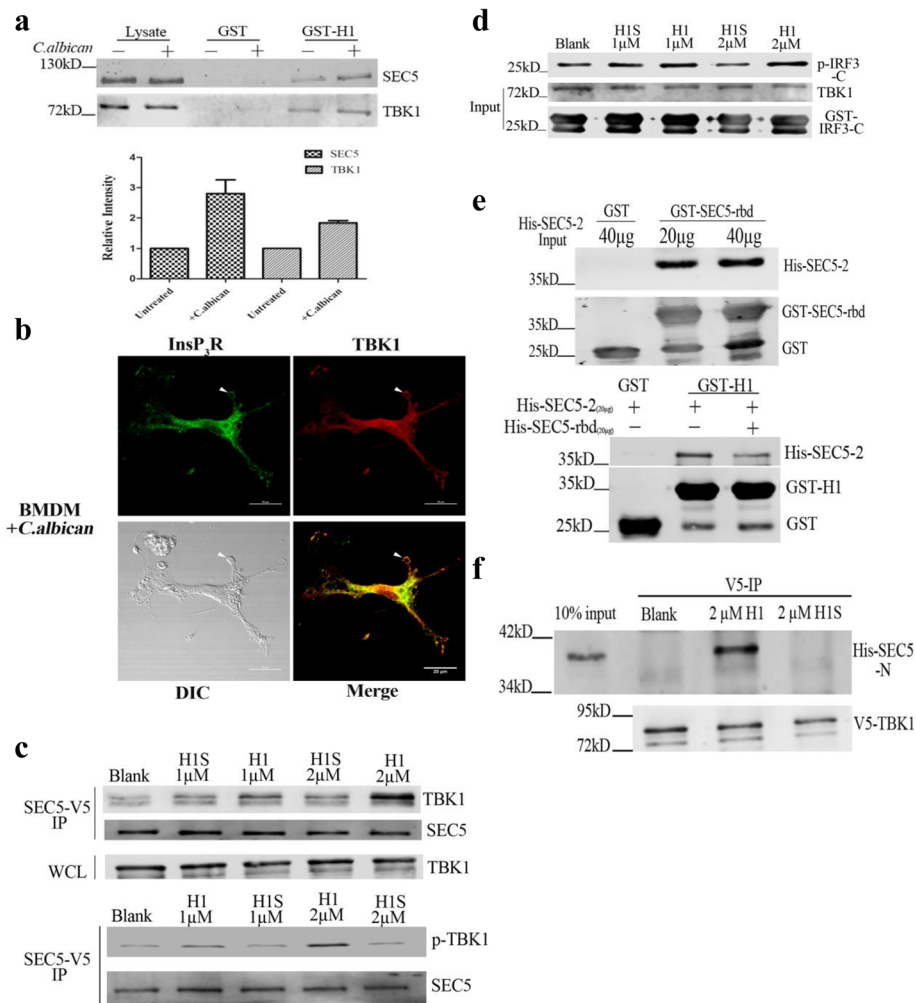 a
Lysate GST GST-H1
C.albican − + − + − +
130kD
SEC5
72kD
TBK1
Relative Intensity
4
3
2
1
0
SEC5
TBK1
Untreated
+C.albican
Untreated
+C.albican
b
InsP3R TBK1
BMDM
+C.albican
20 µm
DIC Merge
c
Blank H1S 1µM H1 1µM H1S 2µM H1 2µM
SEC5-V5 IP
TBK1
SEC5
WCL
TBK1
Blank H1 1µM H1S 1µM H1 2µM H1S 2µM
SEC5-V5 IP
p-TBK1
SEC5
d
Blank H1S 1µM H1 1µM H1S 2µM H1 2µM
25kD
p-IRF3 -C
Input
72kD
TBK1
25kD
GST-IRF3-C
e
GST GST-SEC5-rbd
His-SEC5-2 Input 40µg 20µg 40µg
35kD
His-SEC5-2
35kD
GST-SEC5-rbd
25kD
GST
GST GST-H1
His-SEC5-2(20µg) + + +
His-SEC5-rbd(20µg) − +
35kD
His-SEC5-2
35kD
GST-H1
25kD
GST
f
V5-IP
10% input Blank 2 µM H1 2 µM H1S
42kD
His-SEC5 -N
34kD
95kD
V5-TBK1
72kD